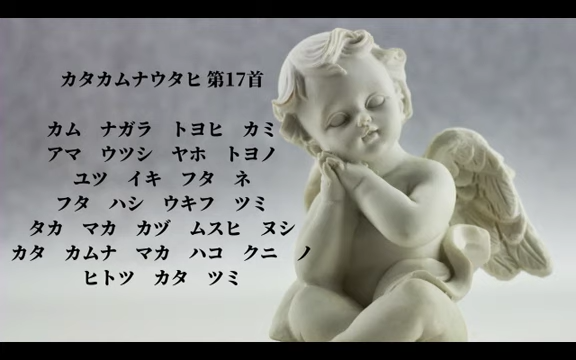 カタカムナウタヒ 第17首
カム　ナガラ　トヨヒ　カミ
アマ　ウツシ　ヤホ　トヨノ
ユツ　イキ　フタ　ネ
フタ　ハシ　ウキフ　ツミ
タカ　マカ　カヅ　ムスヒ　ヌシ
カタ　カムナ　マカ　ハコ　クニ　ノ
ヒトツ　カタ　ツミ